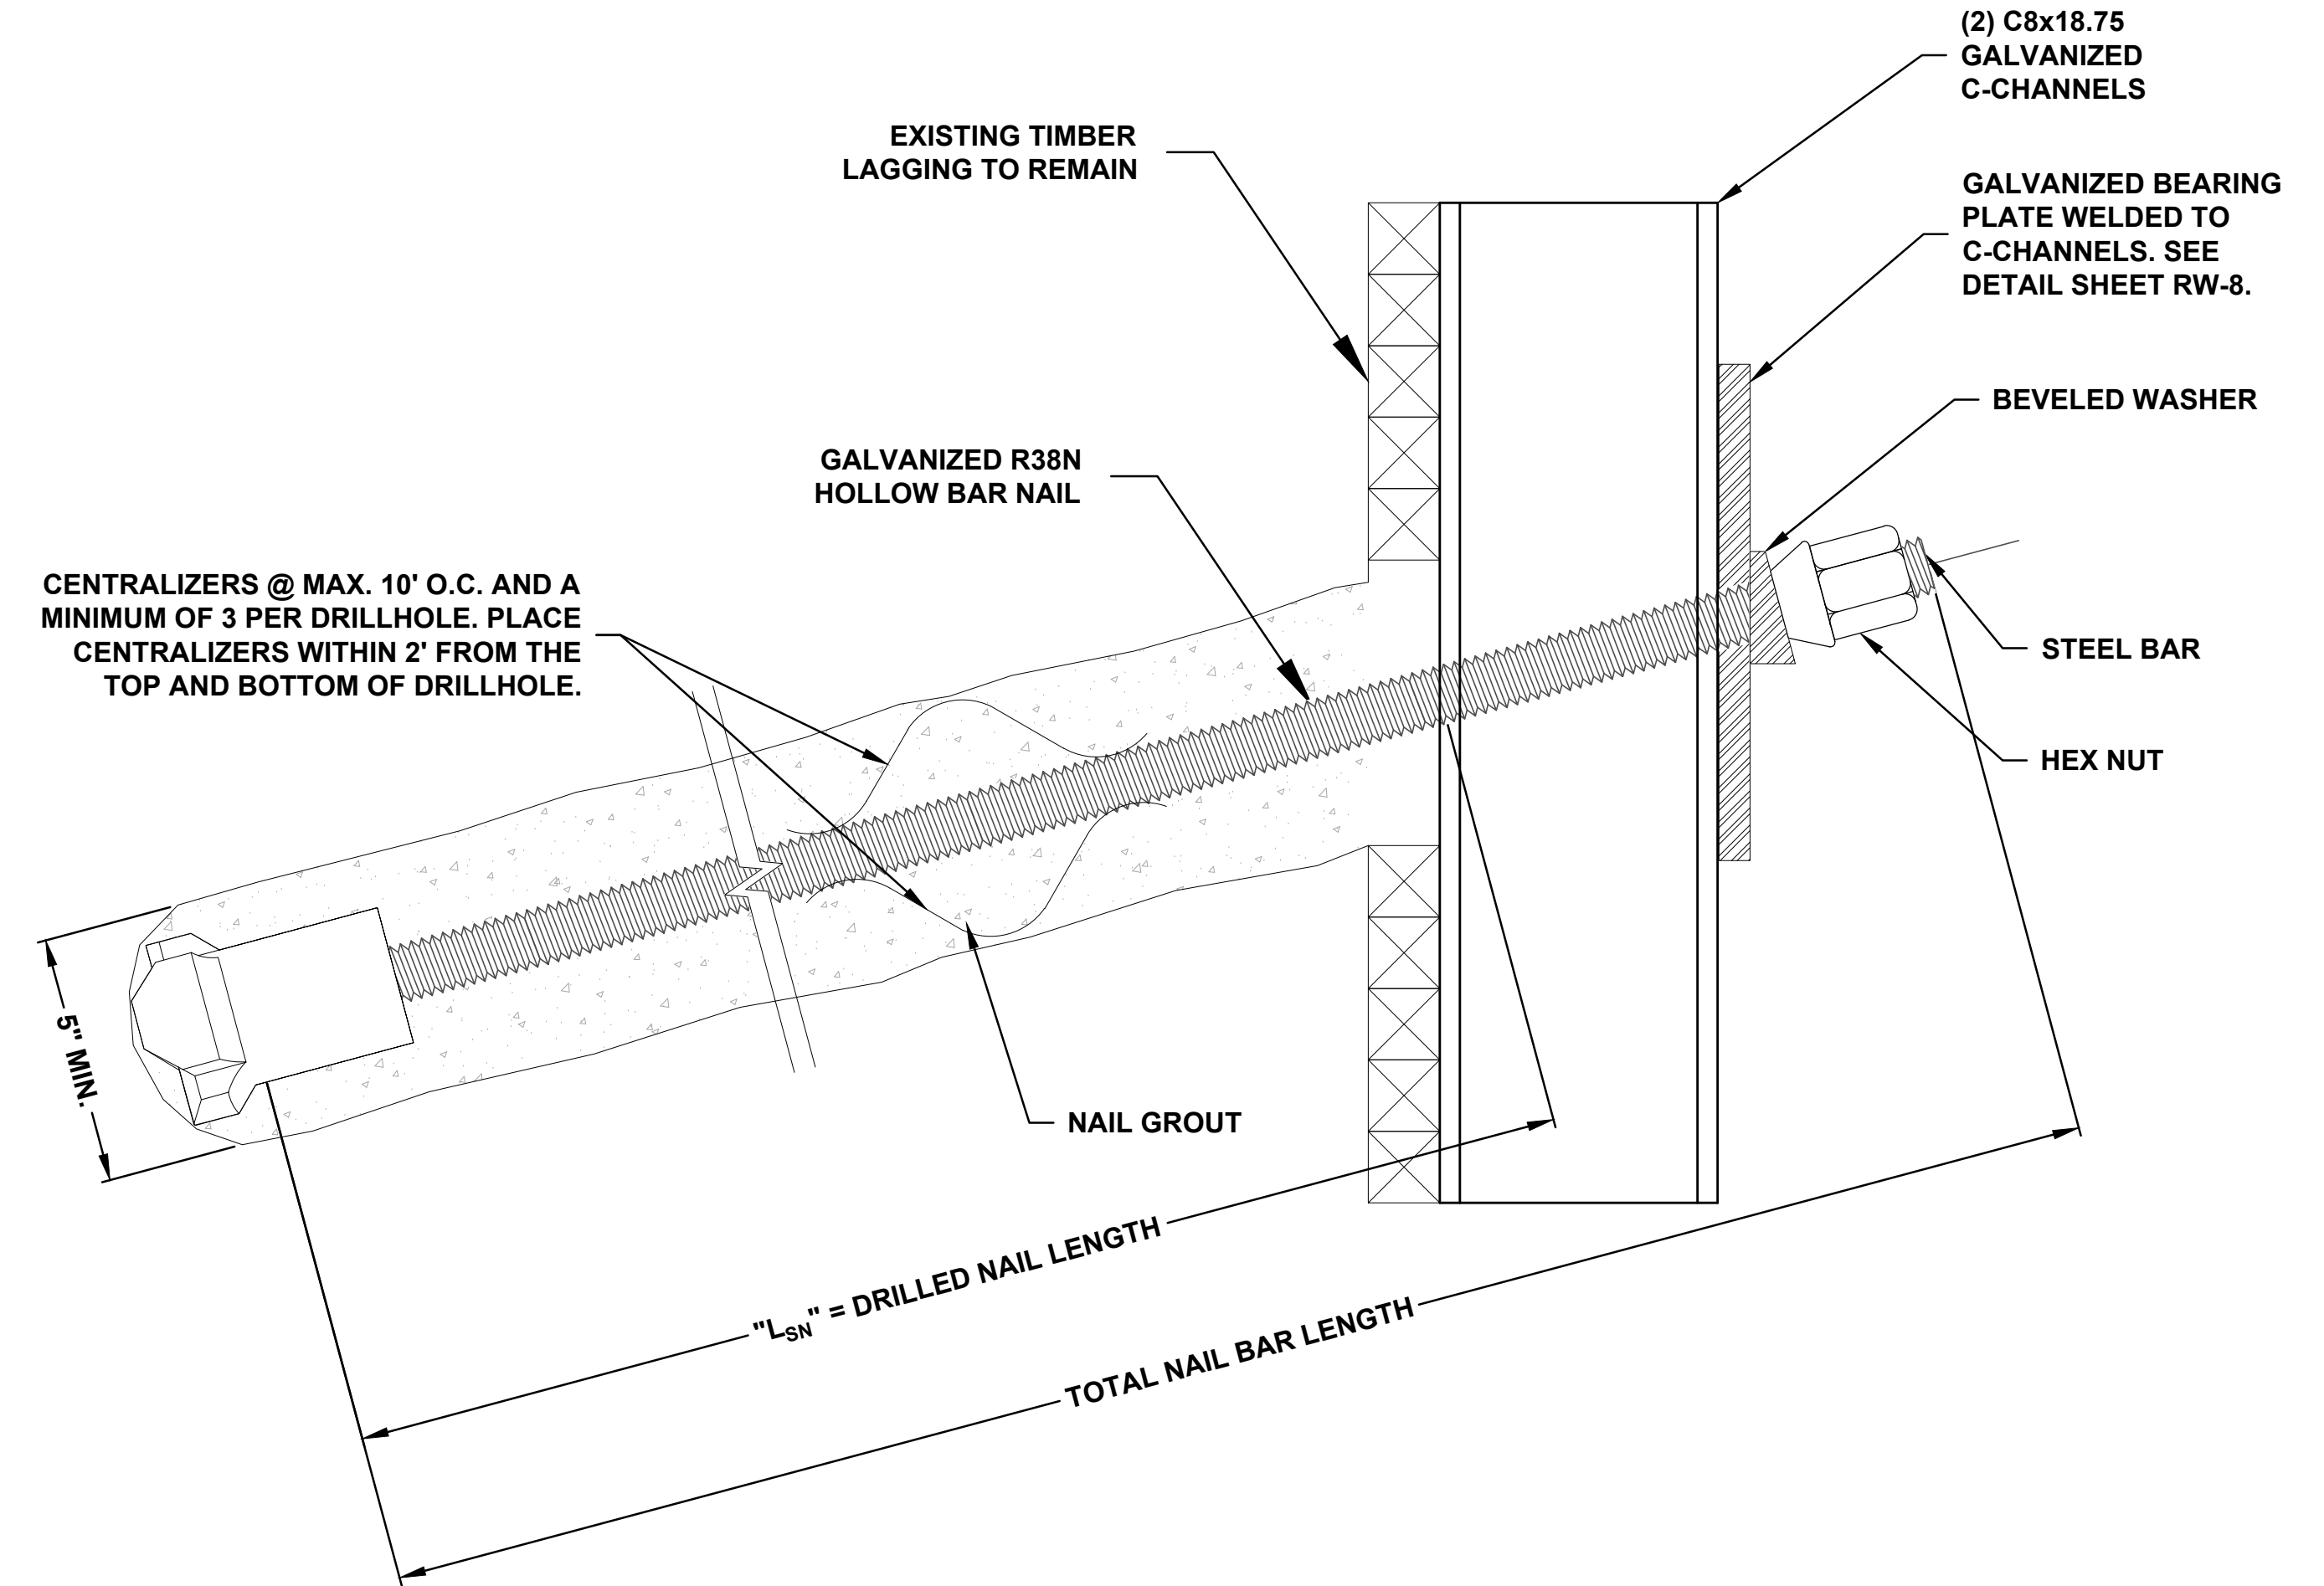 (2) C8x18.75
GALVANIZED
C-CHANNELS
EXISTING TIMBER
LAGGING TO REMAIN
GALVANIZED BEARING
PLATE WELDED TO
C-CHANNELS. SEE
DETAIL SHEET RW-8.
BEVELED WASHER
GALVANIZED R38N
HOLLOW BAR NAIL
CENTRALIZERS @ MAX. 10' O.C. AND A
MINIMUM OF 3 PER DRILLHOLE. PLACE
CENTRALIZERS WITHIN 2' FROM THE
TOP AND BOTTOM OF DRILLHOLE.
STEEL BAR
HEX NUT
5" MIN.
NAIL GROUT
"LSN" = DRILLED NAIL LENGTH
TOTAL NAIL BAR LENGTH